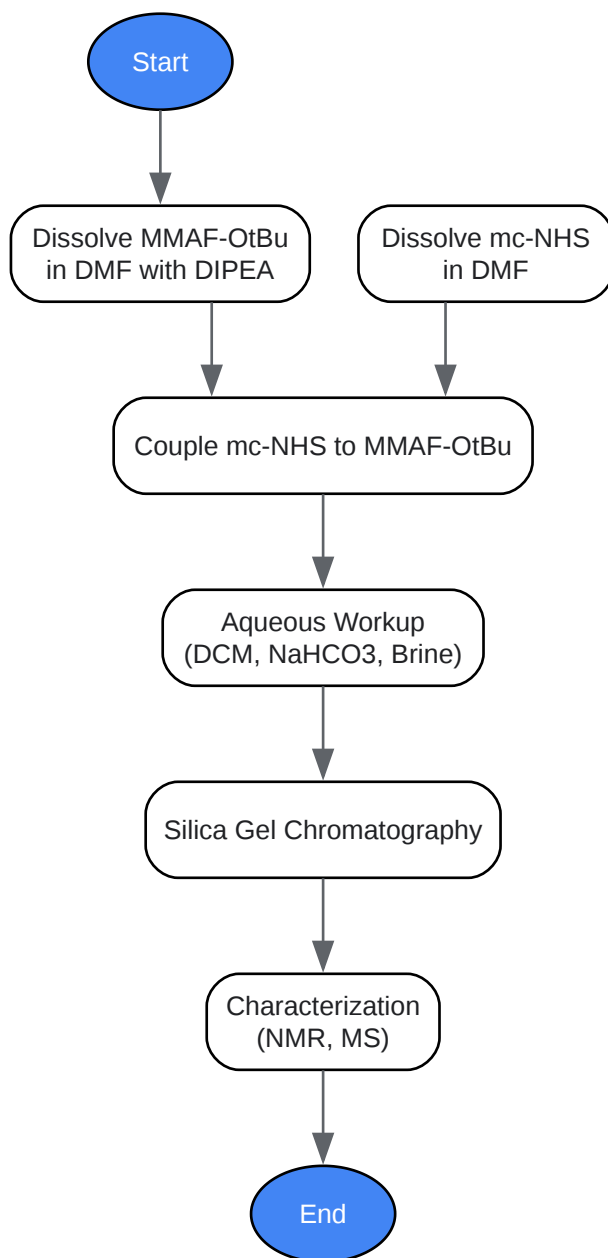 Start
Dissolve MMAF-OtBu
in DMF with DIPEA
Dissolve mc-NHS
in DMF
Couple mc-NHS to MMAF-OtBu
Aqueous Workup
(DCM, NaHCO3, Brine)
Silica Gel Chromatography
Characterization
(NMR, MS)
End